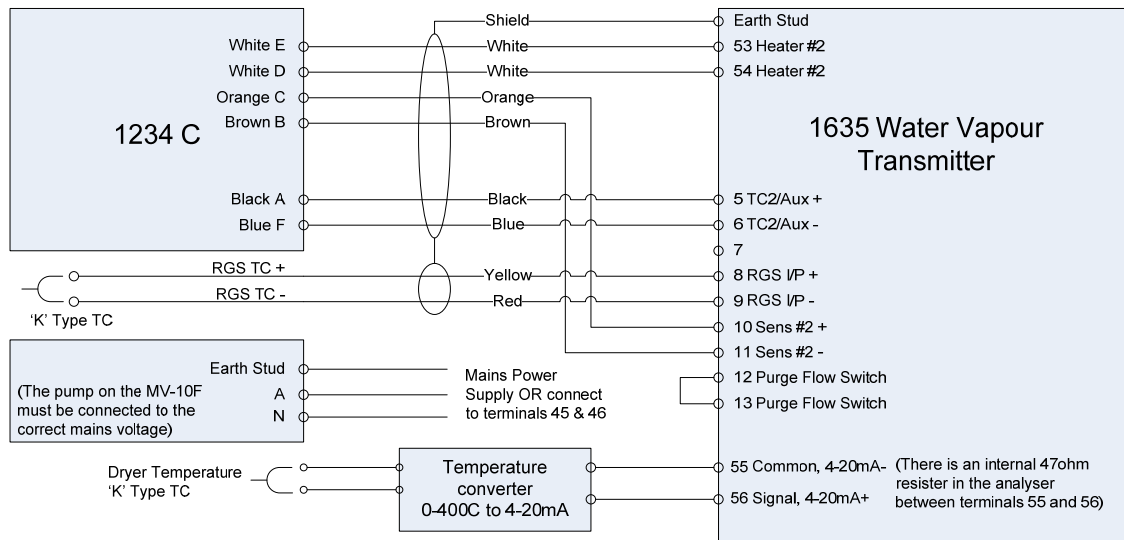 Shield
Earth Stud
White E
White
53 Heater #2
White D
White
54 Heater #2
Orange C
Orange
Brown B
Brown
1234 C
1635 Water Vapour
Transmitter
Black A
Black
5 TC2/Aux +
Blue F
Blue
6 TC2/Aux -
7
RGS TC +
Yellow
8 RGS I/P +
RGS TC -
Red
9 RGS I/P -
‘K’ Type TC
10 Sens #2 +
11 Sens #2 -
12 Purge Flow Switch
13 Purge Flow Switch
(The pump on the MV-10F
must be connected to the
correct mains voltage)
Earth Stud
A
N
Mains Power
Supply OR connect
to terminals 45 & 46
Dryer Temperature
‘K’ Type TC
Temperature
converter
0-400C to 4-20mA
55 Common, 4-20mA-
56 Signal, 4-20mA+
(There is an internal 47ohm
resister in the analyser
between terminals 55 and 56)